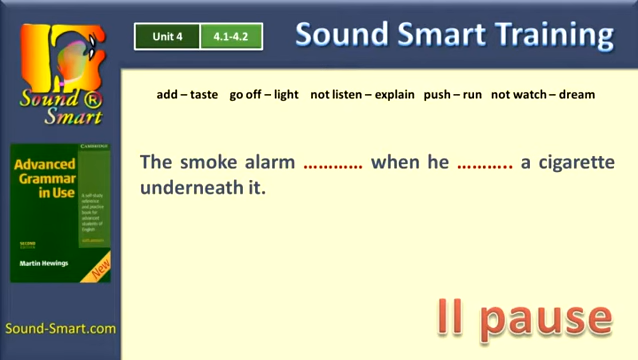 Unit 4
4.1-4.2
Sound Smart Training
Sound ® Smart
add – taste   go off – light   not listen – explain   push – run   not watch – dream
The smoke alarm ………… when he ……….. a cigarette
underneath it.
CAMBRIDGE
Advanced
Grammar
in Use
Martin Hewings
New
Sound-Smart.com
II pause